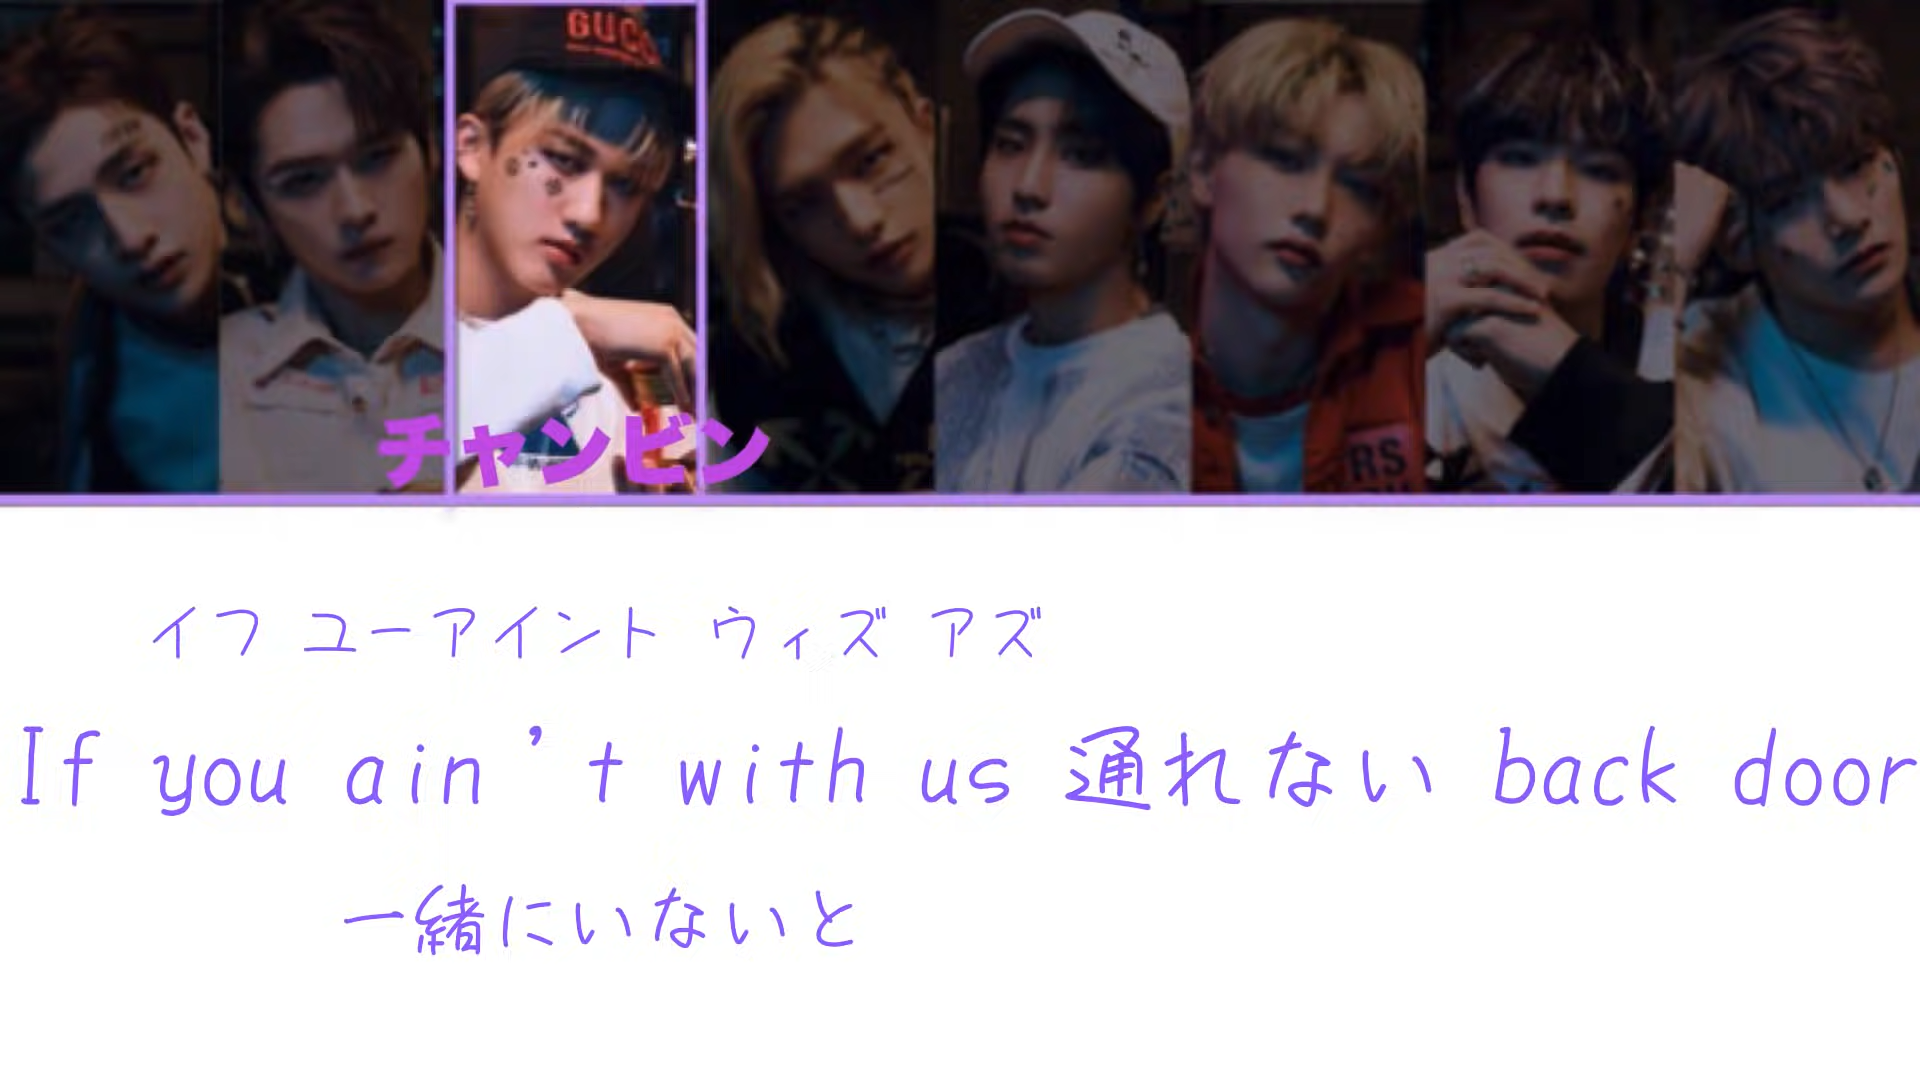 GUCC
RS
チャンビン
イフ ユーアイント ウィズ アズ
If you ain't with us 通れない back door
一緒にいないと